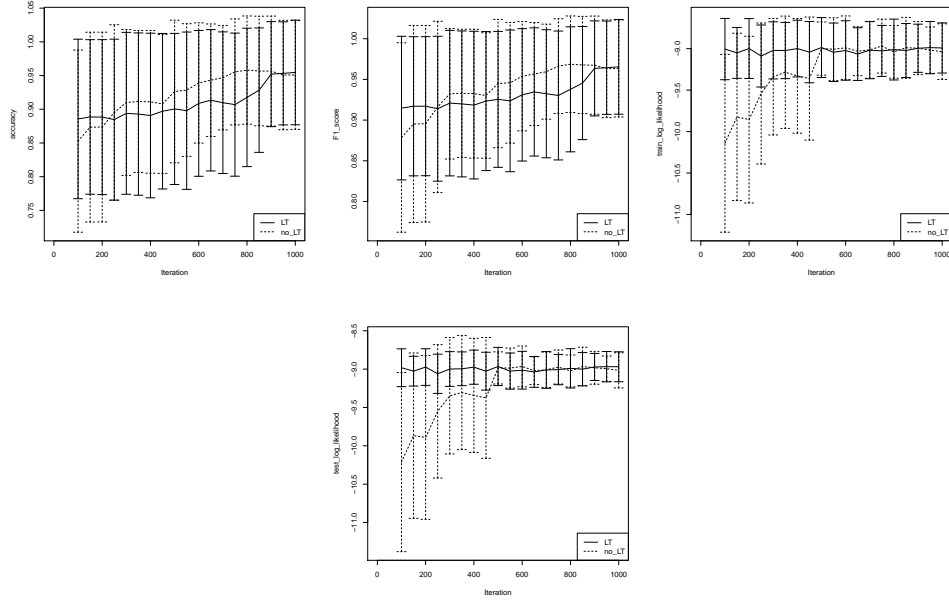 1.05
1.00
0.95
0.90
0.85
0.80
0.75
accuracy
LT
no_LT
0
200
400
600
800
1000
Iteration
1.00
0.95
0.90
0.85
0.80
F1_score
LT
no_LT
0
200
400
600
800
1000
Iteration
-9.0
-9.5
-10.0
-10.5
-11.0
train_log_likelihood
LT
no_LT
0
200
400
600
800
1000
Iteration
-8.5
-9.0
-9.5
-10.0
-10.5
-11.0
test_log_likelihood
LT
no_LT
0
200
400
600
800
1000
Iteration